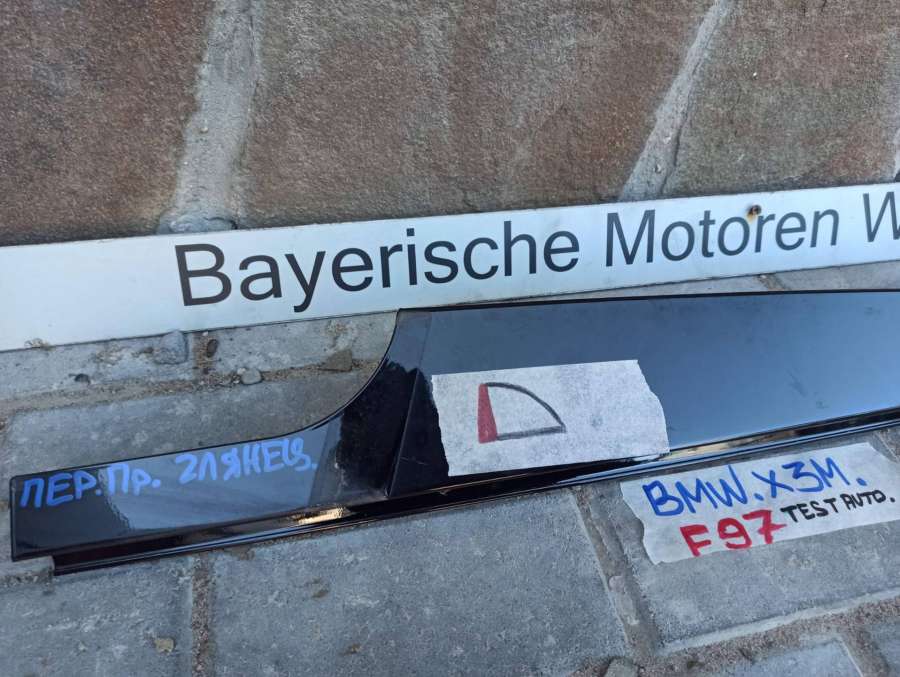 Bayerische Motoren W
ПЕР.ПР. ГЛЯНЕЦ.
BMW.X3M.
F97 TEST AUTO.